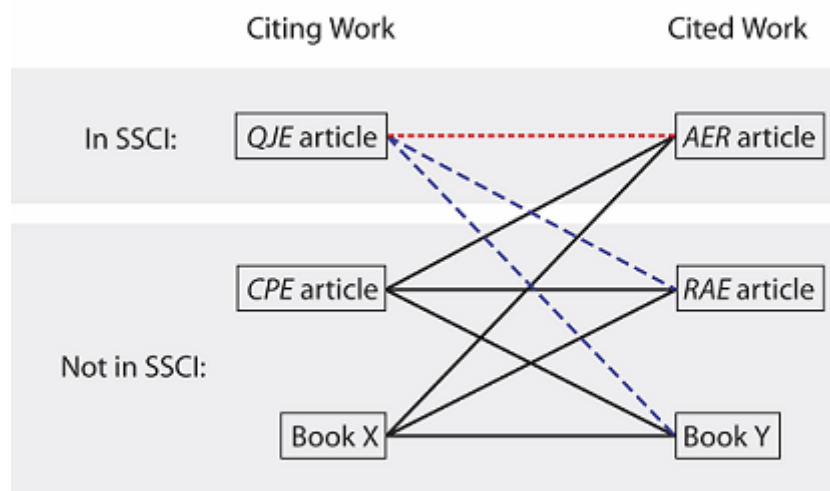 Citing Work Cited Work
In SSCI: QJE article AER article
CPE article RAE article
Not in SSCI:
Book X Book Y